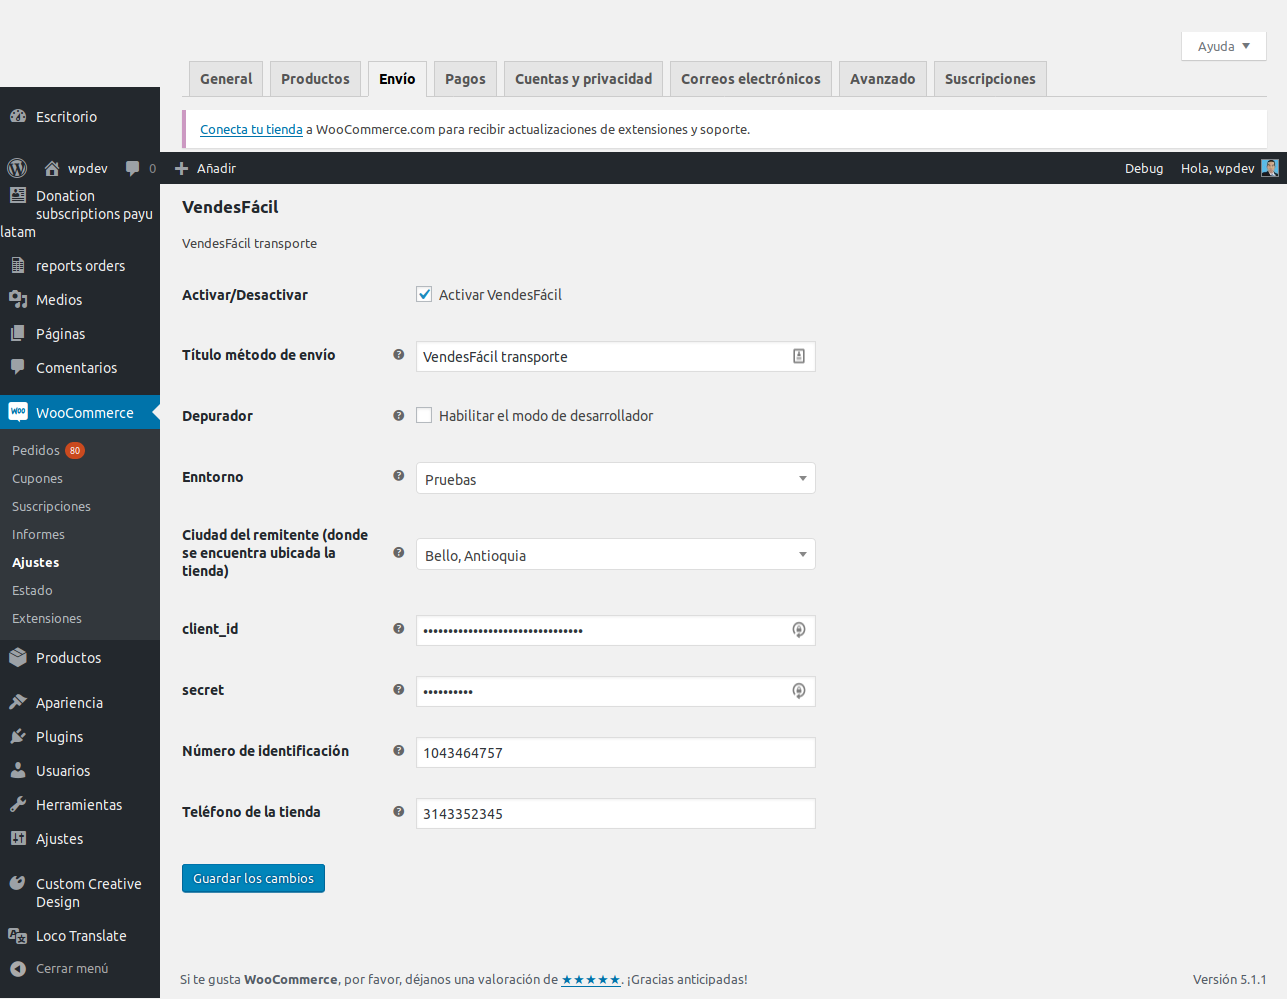 Ayuda
General
Productos
Envío
Pagos
Cuentas y privacidad
Correos electrónicos
Avanzado
Suscripciones
Conecta tu tienda a WooCommerce.com para recibir actualizaciones de extensiones y soporte.
Escritorio
wpdev
0
Añadir
Debug
Hola, wpdev
Donation
subscriptions payu
latam
reports orders
Medios
Páginas
Comentarios
WooCommerce
Pedidos 80
Cupones
Suscripciones
Informes
Ajustes
Estado
Extensiones
Productos
Apariencia
Plugins
Usuarios
Herramientas
Ajustes
Custom Creative
Design
Loco Translate
Cerrar menú
VendesFácil
VendesFácil transporte
Activar/Desactivar
Activar VendesFácil
Título método de envío
VendesFácil transporte
Depurador
Habilitar el modo de desarrollador
Enntorno
Pruebas
Ciudad del remitente (donde
se encuentra ubicada la
tienda)
Bello, Antioquia
client_id
••••••••••••••••••••••••••••••••
secret
••••••••••
Número de identificación
1043464757
Teléfono de la tienda
3143352345
Guardar los cambios
Si te gusta WooCommerce, por favor, déjanos una valoración de ★★★★★. ¡Gracias anticipadas!
Versión 5.1.1